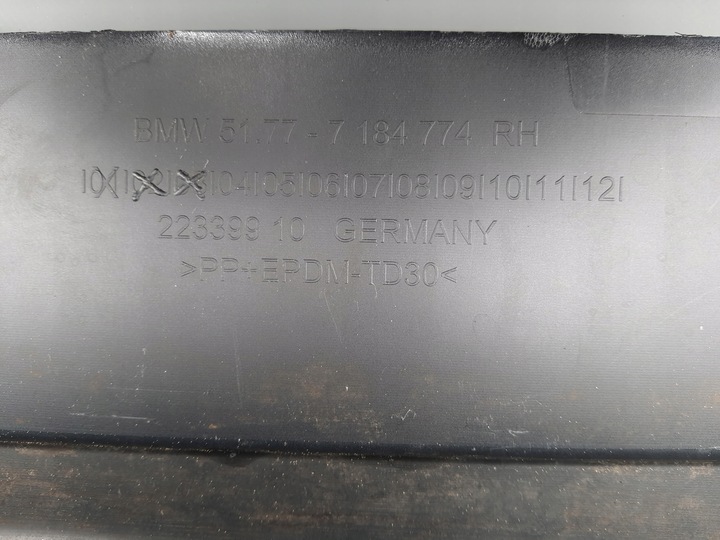 BMW 51.77 - 7 184 774 RH
|01|02|03|04|05|06|07|08|09|10|11|12|
223399 10 GERMANY
>PP+EPDM-TD30<